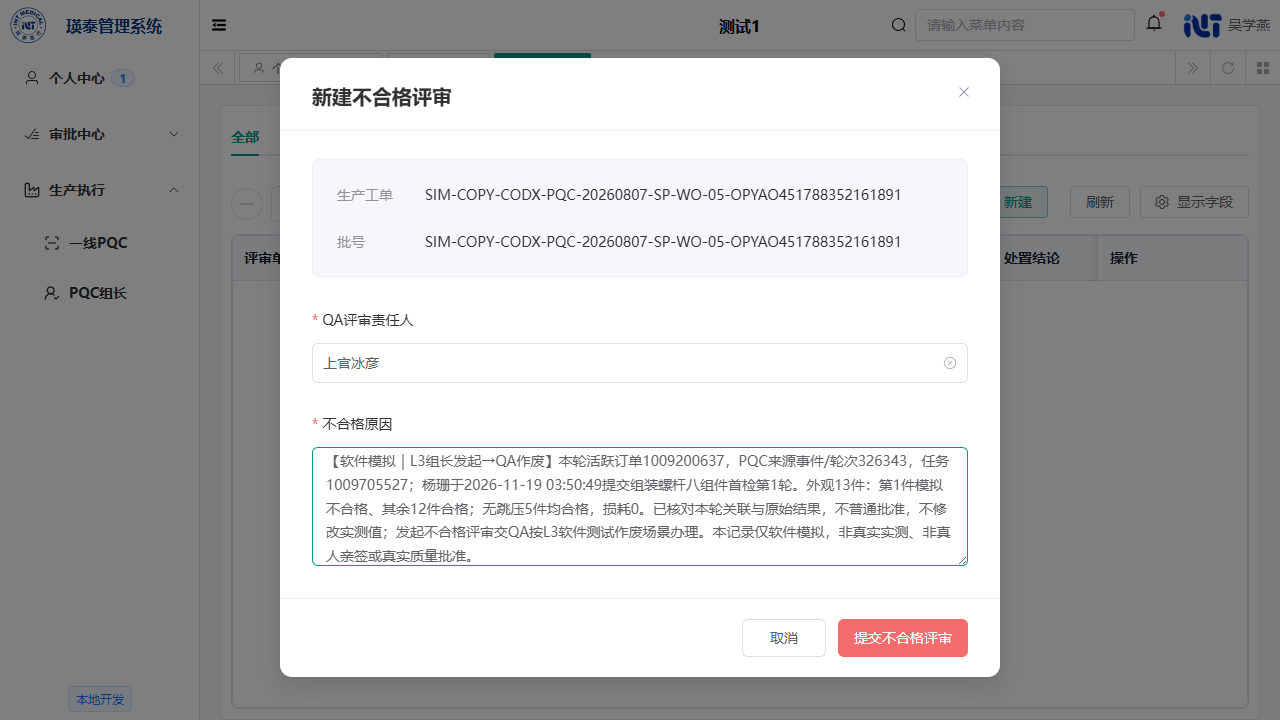 瑛泰管理系统
测试1
请输入菜单内容
吴学燕
个人中心 1
审批中心
生产执行
一线PQC
PQC组长
本地开发
全部
新建
刷新
显示字段
处置结论
操作
新建不合格评审
生产工单 SIM-COPY-CODX-PQC-20260807-SP-WO-05-OPYAO451788352161891
批号 SIM-COPY-CODX-PQC-20260807-SP-WO-05-OPYAO451788352161891
* QA评审责任人
上官冰彦
* 不合格原因
【软件模拟｜L3组长发起→QA作废】本轮活跃订单1009200637，PQC来源事件/轮次326343，任务
1009705527；杨珊于2026-11-19 03:50:49提交组装螺杆八组件首检第1轮。外观13件：第1件模拟
不合格、其余12件合格；无跳压5件均合格，损耗0。已核对本轮关联与原始结果，不普通批准，不修
改实测值；发起不合格评审交QA按L3软件测试作废场景办理。本记录仅软件模拟，非真实实测、非真
人亲签或真实质量批准。
取消
提交不合格评审